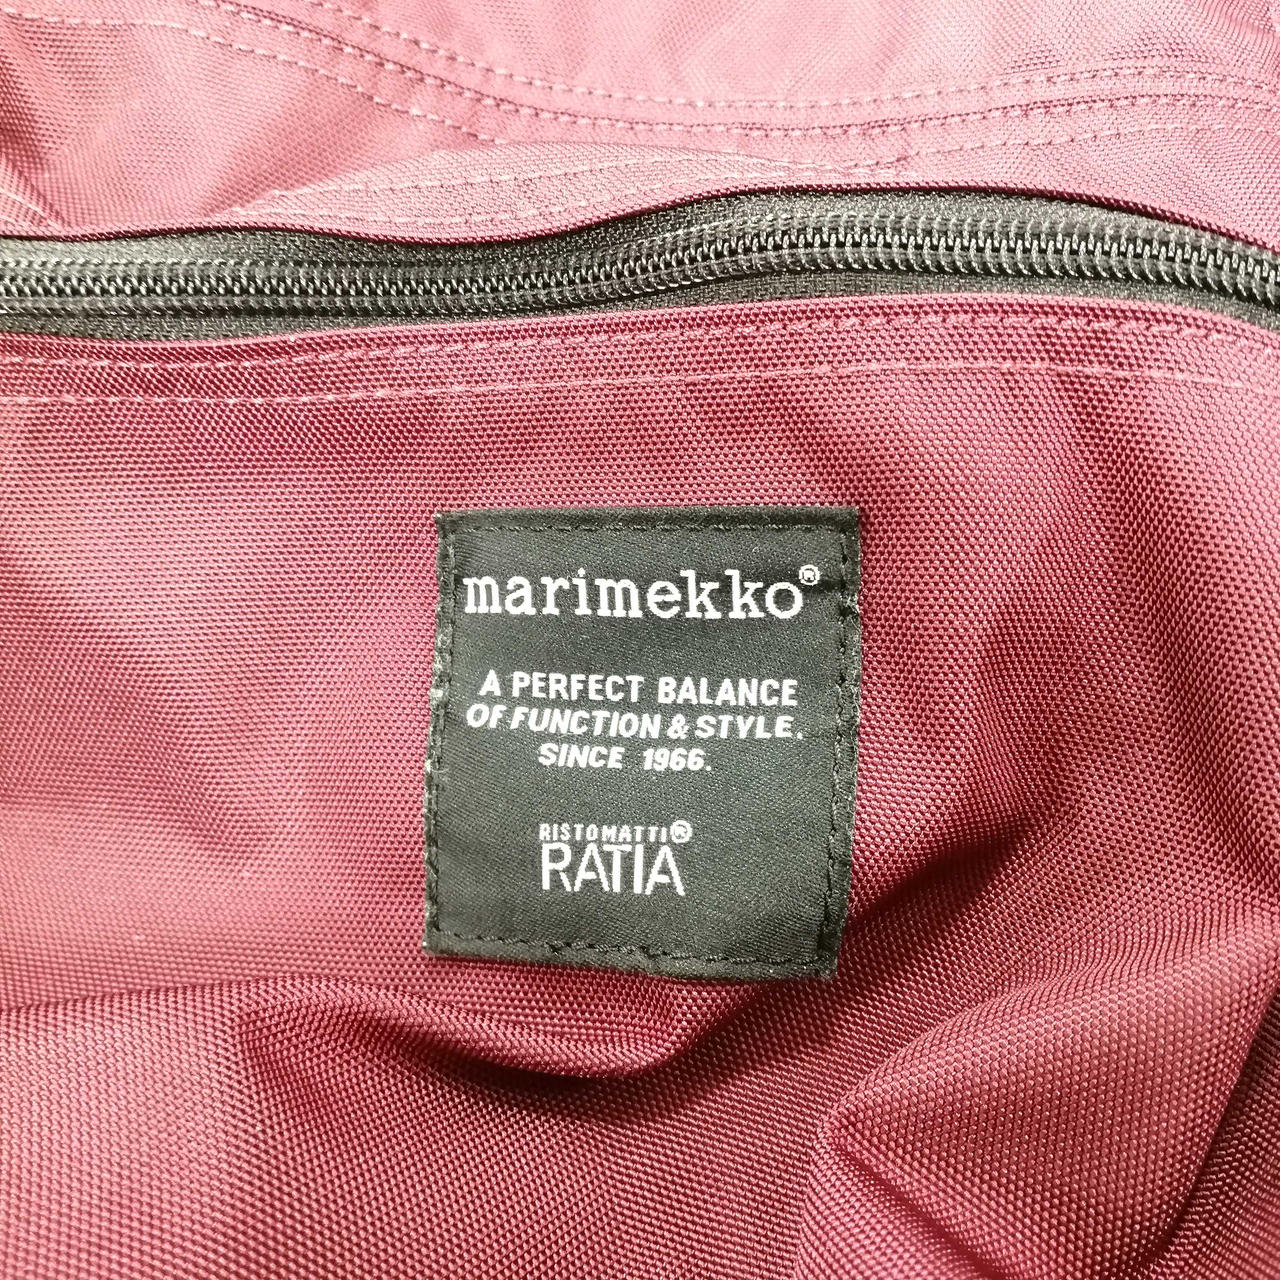 marimekko®
A PERFECT BALANCE
OF FUNCTION & STYLE.
SINCE 1966.
RISTOMATTI®
RATIA